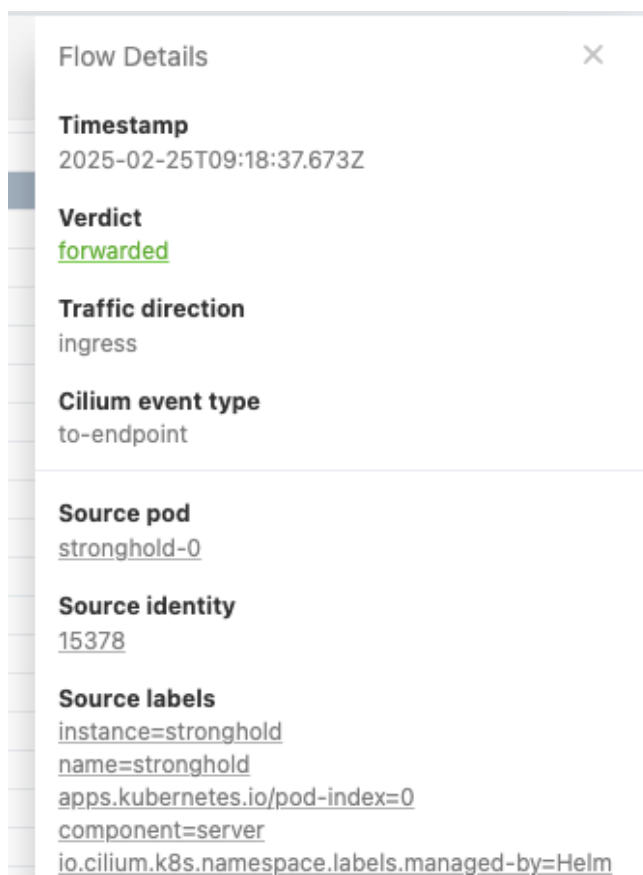 Flow Details
Timestamp
2025-02-25T09:18:37.673Z
Verdict
forwarded
Traffic direction
ingress
Cilium event type
to-endpoint
Source pod
stronghold-0
Source identity
15378
Source labels
instance=stronghold
name=stronghold
apps.kubernetes.io/pod-index=0
component=server
io.cilium.k8s.namespace.labels.managed-by=Helm